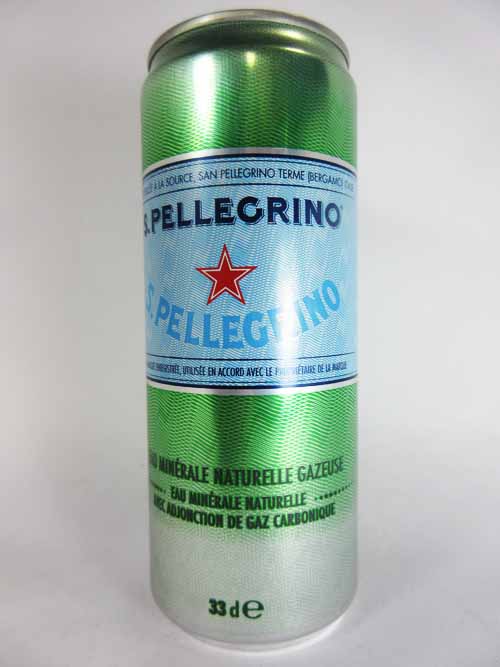 À LA SOURCE, SAN PELLEGRINO TERME (BERGAMO)
S.PELLEGRINO®
S.PELLEGRINO
ENREGISTRÉE, UTILISÉE EN ACCORD AVEC LE PROPRIÉTAIRE DE LA MARQUE
EAU MINÉRALE NATURELLE GAZEUSE
EAU MINÉRALE NATURELLE
AVEC ADJONCTION DE GAZ CARBONIQUE
33 cl e